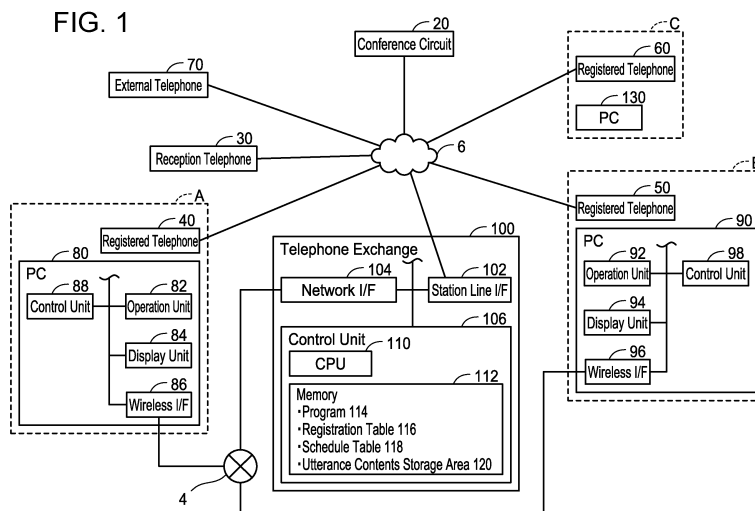 FIG. 1
20
Conference Circuit
C
60
Registered Telephone
130
PC
70
External Telephone
30
Reception Telephone
6
A
40
Registered Telephone
80
PC
88
Control Unit
82
Operation Unit
84
Display Unit
86
Wireless I/F
4
100
Telephone Exchange
104
Network I/F
102
Station Line I/F
106
Control Unit
110
CPU
112
Memory
・Program 114
・Registration Table 116
・Schedule Table 118
・Utterance Contents Storage Area 120
50
Registered Telephone
90
PC
92
Operation Unit
98
Control Unit
94
Display Unit
96
Wireless I/F